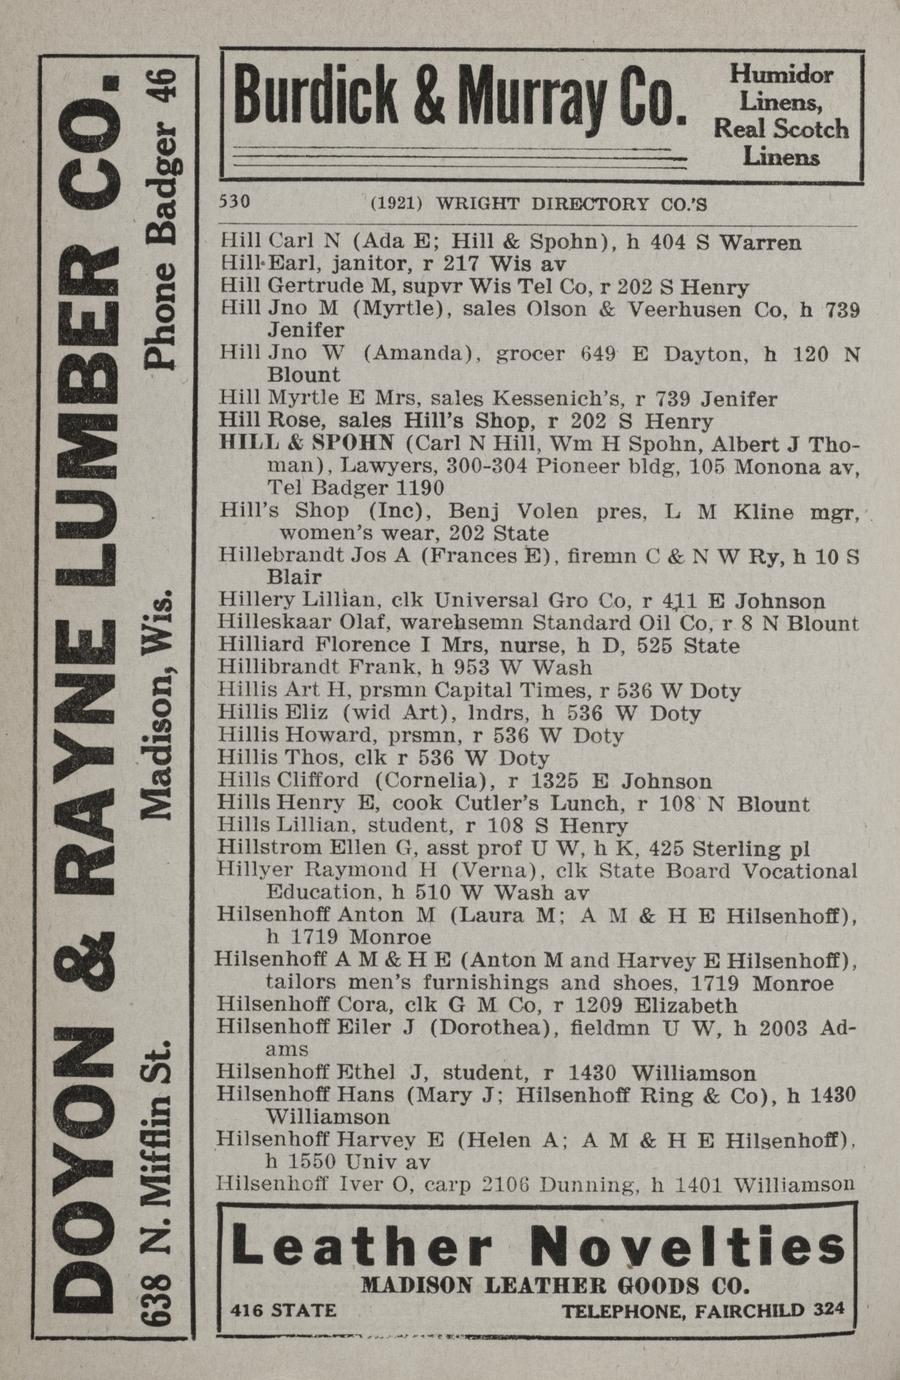 DOYON & RAYNE LUMBER CO.
638 N. Mifflin St. Madison, Wis. Phone Badger 46
Burdick & Murray Co.
Humidor
Linens,
Real Scotch
Linens
530 (1921) WRIGHT DIRECTORY CO.'S
Hill Carl N (Ada E; Hill & Spohn), h 404 S Warren
Hill Earl, janitor, r 217 Wis av
Hill Gertrude M, supvr Wis Tel Co, r 202 S Henry
Hill Jno M (Myrtle), sales Olson & Veerhusen Co, h 739
Jenifer
Hill Jno W (Amanda), grocer 649 E Dayton, h 120 N
Blount
Hill Myrtle E Mrs, sales Kessenich's, r 739 Jenifer
Hill Rose, sales Hill's Shop, r 202 S Henry
HILL & SPOHN (Carl N Hill, Wm H Spohn, Albert J Tho-
man), Lawyers, 300-304 Pioneer bldg, 105 Monona av,
Tel Badger 1190
Hill's Shop (Inc), Benj Volen pres, L M Kline mgr,
women's wear, 202 State
Hillebrandt Jos A (Frances E), firemn C & N W Ry, h 10 S
Blair
Hillery Lillian, clk Universal Gro Co, r 411 E Johnson
Hilleskaar Olaf, warehsemn Standard Oil Co, r 8 N Blount
Hilliard Florence I Mrs, nurse, h D, 525 State
Hillibrandt Frank, h 953 W Wash
Hillis Art H, prsmn Capital Times, r 536 W Doty
Hillis Eliz (wid Art), lndrs, h 536 W Doty
Hillis Howard, prsmn, r 536 W Doty
Hillis Thos, clk r 536 W Doty
Hills Clifford (Cornelia), r 1325 E Johnson
Hills Henry E, cook Cutler's Lunch, r 108 N Blount
Hills Lillian, student, r 108 S Henry
Hillstrom Ellen G, asst prof U W, h K, 425 Sterling pl
Hillyer Raymond H (Verna), clk State Board Vocational
Education, h 510 W Wash av
Hilsenhoff Anton M (Laura M; A M & H E Hilsenhoff),
h 1719 Monroe
Hilsenhoff A M & H E (Anton M and Harvey E Hilsenhoff),
tailors men's furnishings and shoes, 1719 Monroe
Hilsenhoff Cora, clk G M Co, r 1209 Elizabeth
Hilsenhoff Eiler J (Dorothea), fieldmn U W, h 2003 Ad-
ams
Hilsenhoff Ethel J, student, r 1430 Williamson
Hilsenhoff Hans (Mary J; Hilsenhoff Ring & Co), h 1430
Williamson
Hilsenhoff Harvey E (Helen A; A M & H E Hilsenhoff),
h 1550 Univ av
Hilsenhoff Iver O, carp 2106 Dunning, h 1401 Williamson
Leather Novelties
MADISON LEATHER GOODS CO.
416 STATE TELEPHONE, FAIRCHILD 324